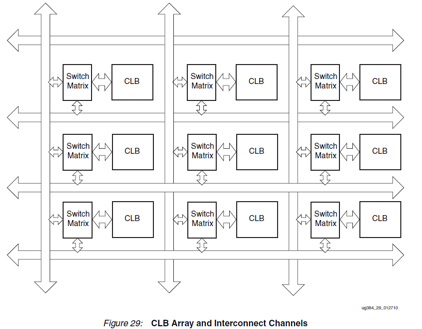 Switch Matrix CLB Switch Matrix CLB Switch Matrix CLB
Switch Matrix CLB Switch Matrix CLB Switch Matrix CLB
Switch Matrix CLB Switch Matrix CLB Switch Matrix CLB
ug384_29_012710
Figure 29: CLB Array and Interconnect Channels